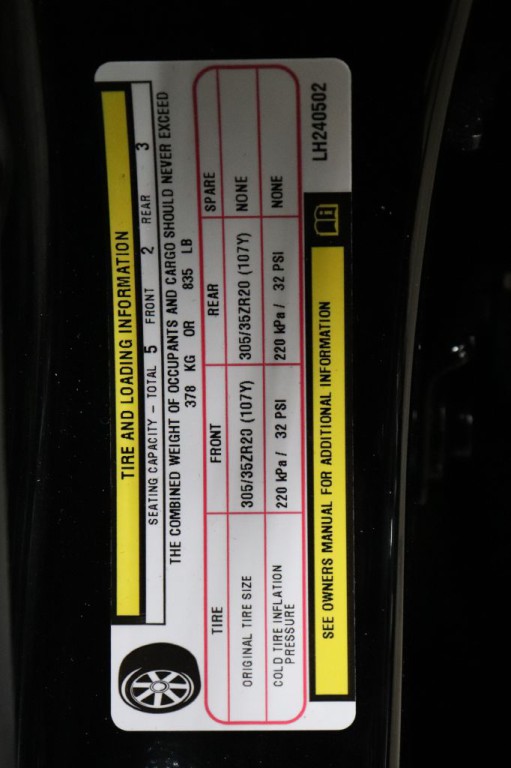 TIRE AND LOADING INFORMATION
SEATING CAPACITY – TOTAL 5 FRONT 2 REAR 3
THE COMBINED WEIGHT OF OCCUPANTS AND CARGO SHOULD NEVER EXCEED
378 KG OR 835 LB
TIRE FRONT REAR SPARE
ORIGINAL TIRE SIZE 305/35ZR20 (107Y) 305/35ZR20 (107Y) NONE
COLD TIRE INFLATION PRESSURE 220 kPa / 32 PSI 220 kPa / 32 PSI NONE
SEE OWNERS MANUAL FOR ADDITIONAL INFORMATION
LH240502